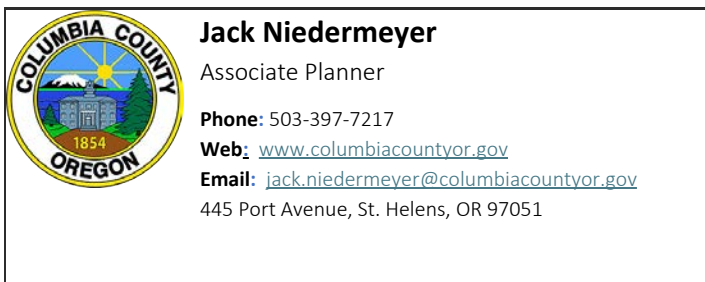 COLUMBIA COUNTY
1854
OREGON
Jack Niedermeyer
Associate Planner
Phone: 503-397-7217
Web: www.columbiacountyor.gov
Email: jack.niedermeyer@columbiacountyor.gov
445 Port Avenue, St. Helens, OR 97051